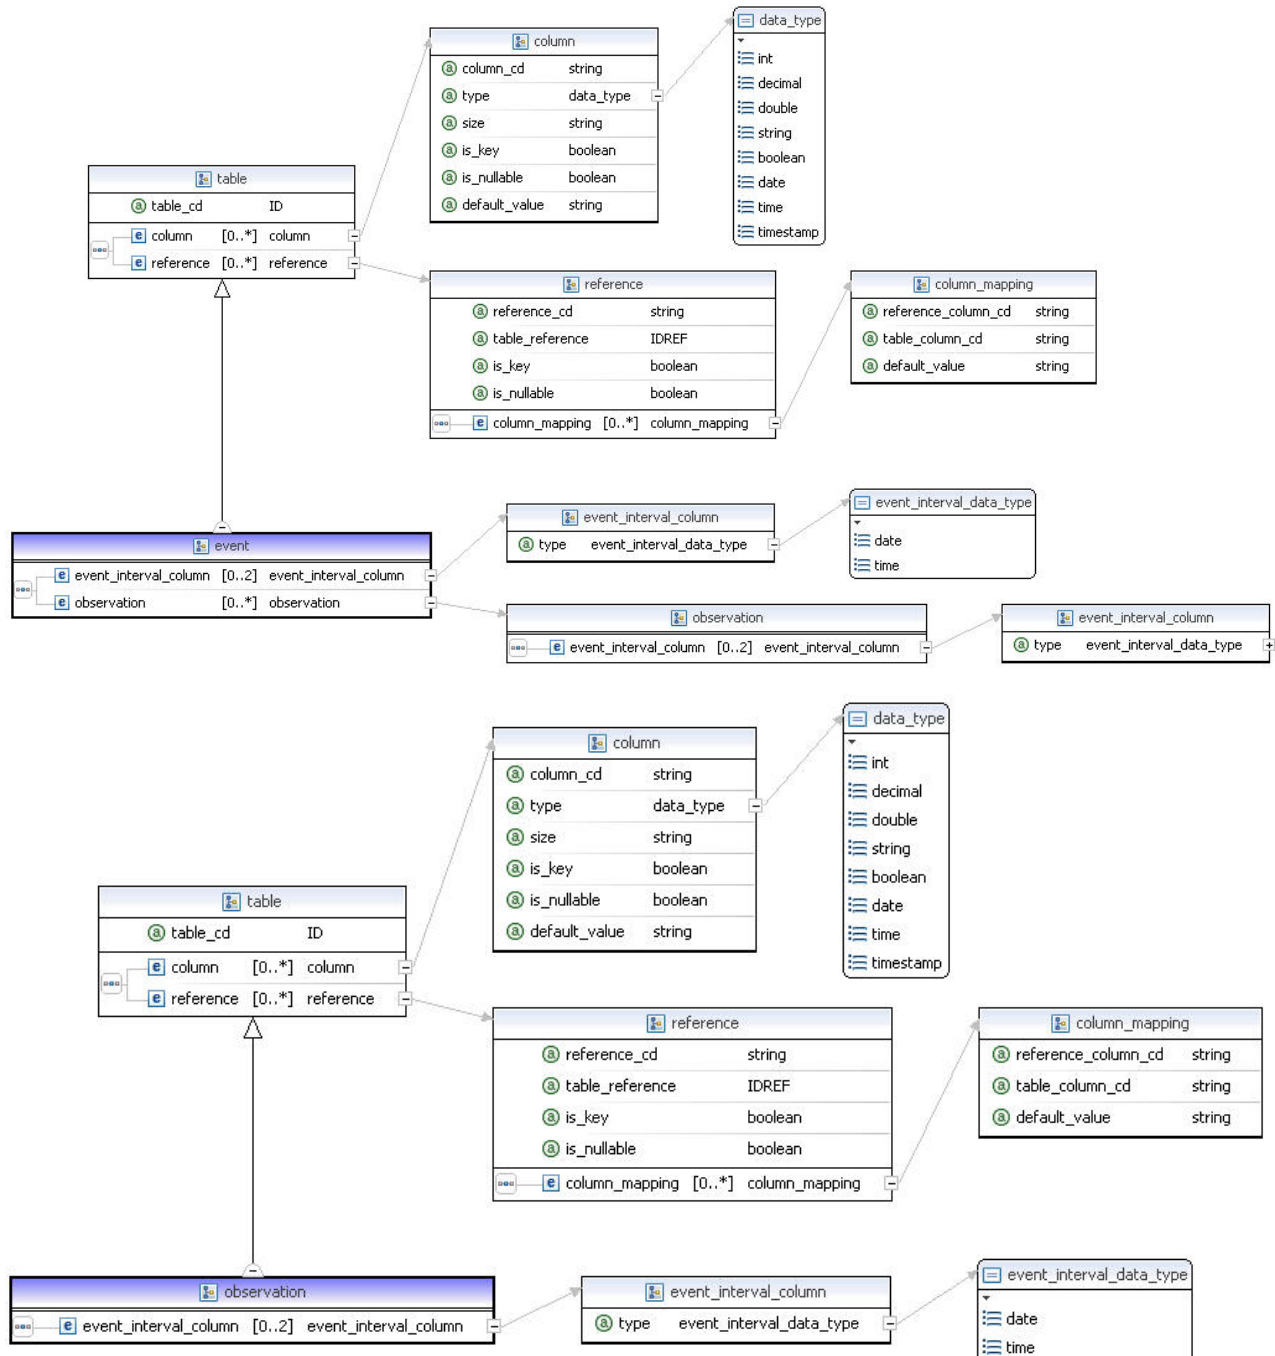 data_type
int
decimal
double
string
boolean
date
time
timestamp
column
column_cd string
type data_type
size string
is_key boolean
is_nullable boolean
default_value string
table
table_cd ID
column [0..*] column
reference [0..*] reference
reference
reference_cd string
table_reference IDREF
is_key boolean
is_nullable boolean
column_mapping [0..*] column_mapping
column_mapping
reference_column_cd string
table_column_cd string
default_value string
event
event_interval_column [0..2] event_interval_column
observation [0..*] observation
event_interval_column
type event_interval_data_type
event_interval_data_type
date
time
observation
event_interval_column [0..2] event_interval_column
event_interval_column
type event_interval_data_type
column
column_cd string
type data_type
size string
is_key boolean
is_nullable boolean
default_value string
data_type
int
decimal
double
string
boolean
date
time
timestamp
table
table_cd ID
column [0..*] column
reference [0..*] reference
reference
reference_cd string
table_reference IDREF
is_key boolean
is_nullable boolean
column_mapping [0..*] column_mapping
column_mapping
reference_column_cd string
table_column_cd string
default_value string
observation
event_interval_column [0..2] event_interval_column
event_interval_column
type event_interval_data_type
event_interval_data_type
date
time